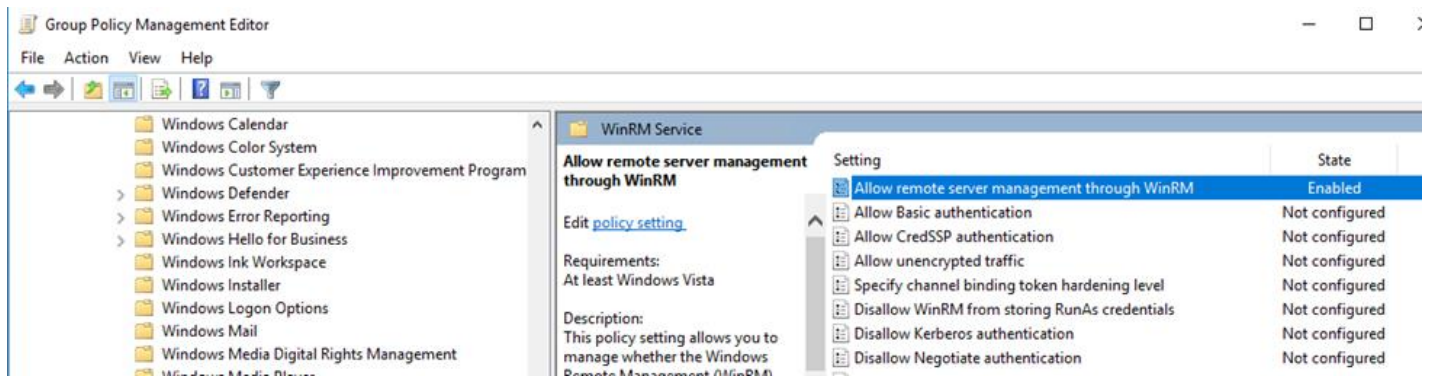 Group Policy Management Editor
File Action View Help
Windows Calendar
Windows Color System
Windows Customer Experience Improvement Program
Windows Defender
Windows Error Reporting
Windows Hello for Business
Windows Ink Workspace
Windows Installer
Windows Logon Options
Windows Mail
Windows Media Digital Rights Management
Windows Media Player
WinRM Service
Allow remote server management
through WinRM
Edit policy setting
Requirements:
At least Windows Vista
Description:
This policy setting allows you to
manage whether the Windows
Remote Management (WinRM)
Setting State
Allow remote server management through WinRM Enabled
Allow Basic authentication Not configured
Allow CredSSP authentication Not configured
Allow unencrypted traffic Not configured
Specify channel binding token hardening level Not configured
Disallow WinRM from storing RunAs credentials Not configured
Disallow Kerberos authentication Not configured
Disallow Negotiate authentication Not configured